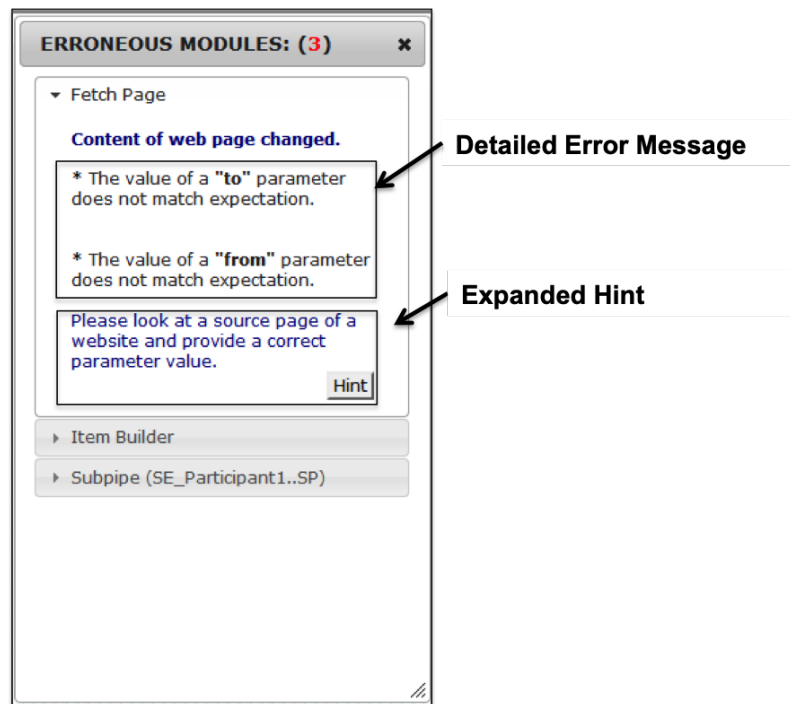 ERRONEOUS MODULES: (3)
Fetch Page
Content of web page changed.
Detailed Error Message
* The value of a "to" parameter
does not match expectation.
* The value of a "from" parameter
does not match expectation.
Expanded Hint
Please look at a source page of a
website and provide a correct
parameter value.
Hint
Item Builder
Subpipe (SE_Participant1..SP)